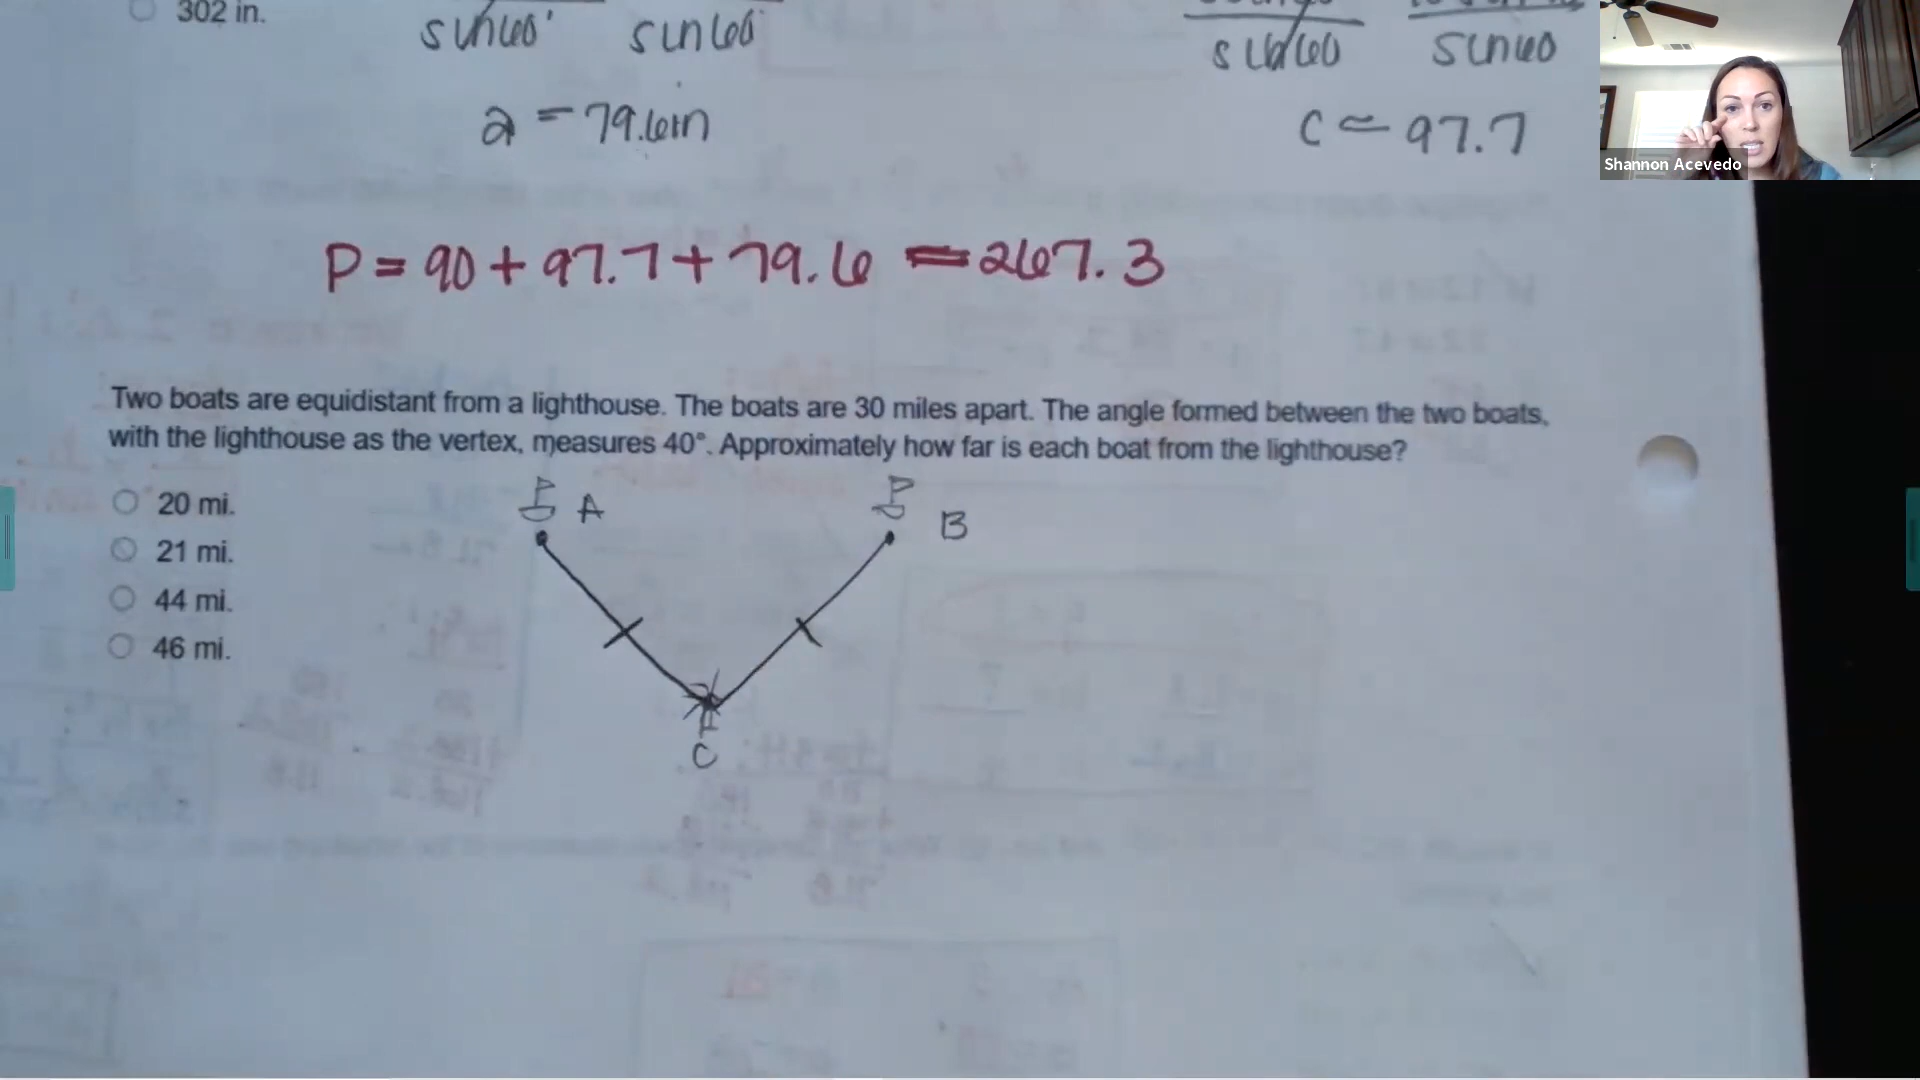 302 in.
sin60° sin60
sin60 sin60
a = 79.6in
c ≈ 97.7
Shannon Acevedo
P = 90 + 97.7 + 79.6 = 267.3
Two boats are equidistant from a lighthouse. The boats are 30 miles apart. The angle formed between the two boats,
with the lighthouse as the vertex, measures 40°. Approximately how far is each boat from the lighthouse?
20 mi.
21 mi.
44 mi.
46 mi.
A
B
C